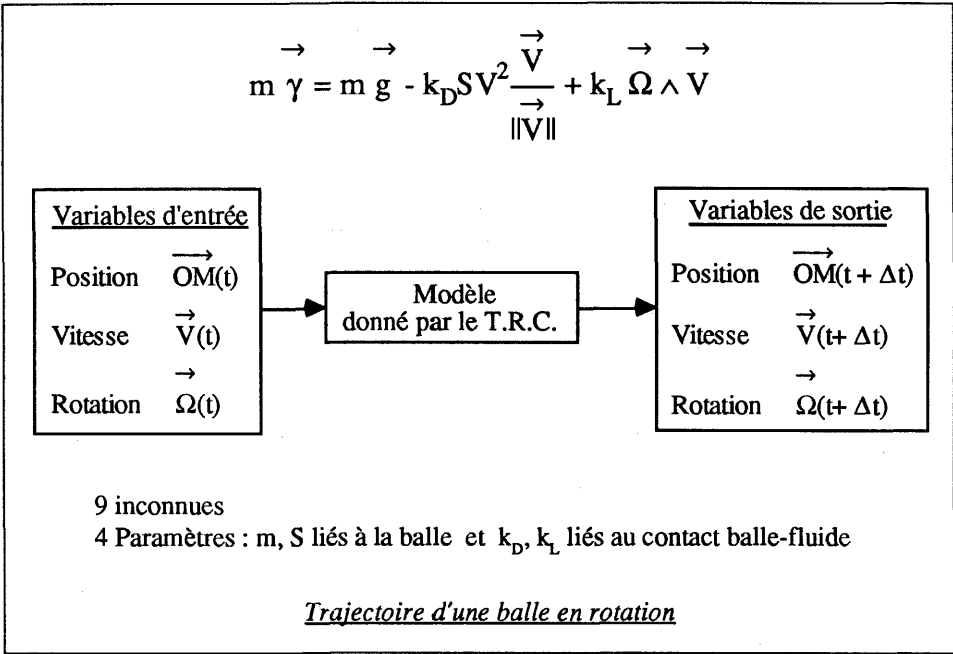 m γ⃗ = m g⃗ - k_D SV² V⃗ / ||V⃗|| + k_L Ω⃗ ∧ V⃗
Variables d'entrée
Position OM⃗(t)
Vitesse V⃗(t)
Rotation Ω⃗(t)
Modèle
donné par le T.R.C.
Variables de sortie
Position OM⃗(t + Δt)
Vitesse V⃗(t+ Δt)
Rotation Ω⃗(t+ Δt)
9 inconnues
4 Paramètres : m, S liés à la balle et k_D, k_L liés au contact balle-fluide
Trajectoire d'une balle en rotation